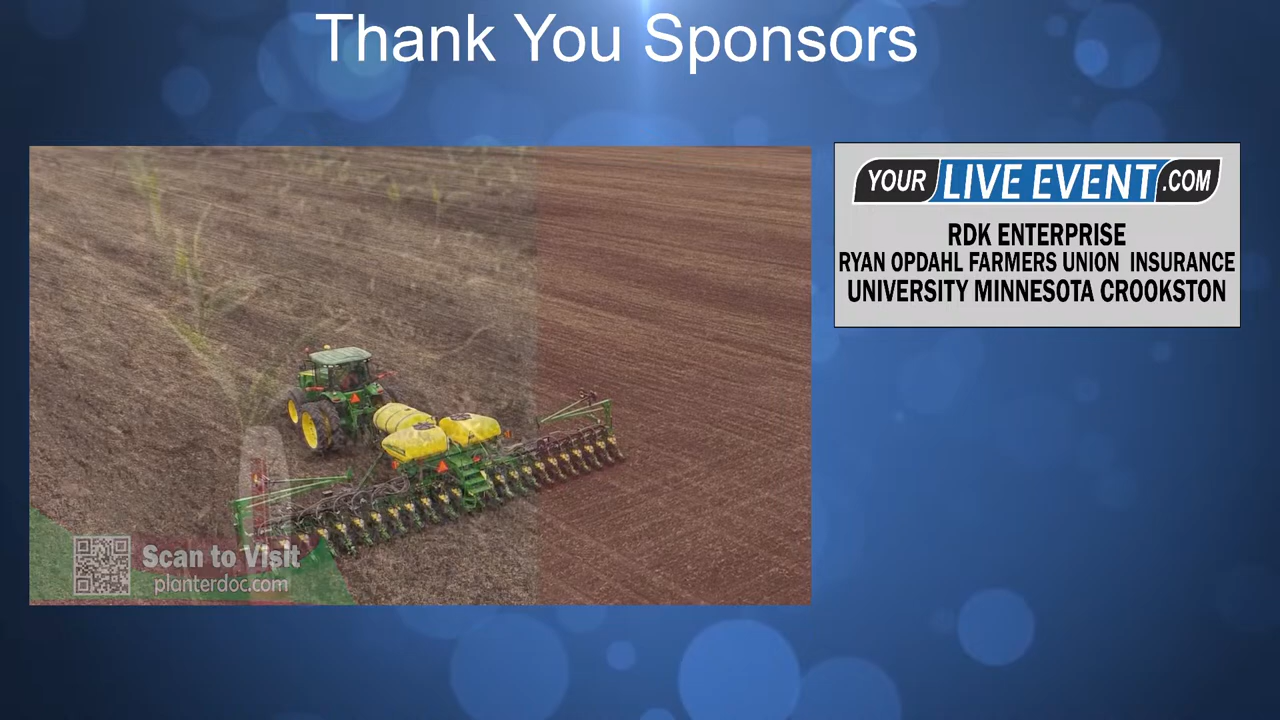 Thank You Sponsors
YOUR LIVE EVENT.COM
RDK ENTERPRISE
RYAN OPDAHL FARMERS UNION INSURANCE
UNIVERSITY MINNESOTA CROOKSTON
Scan to Visit
planterdoc.com